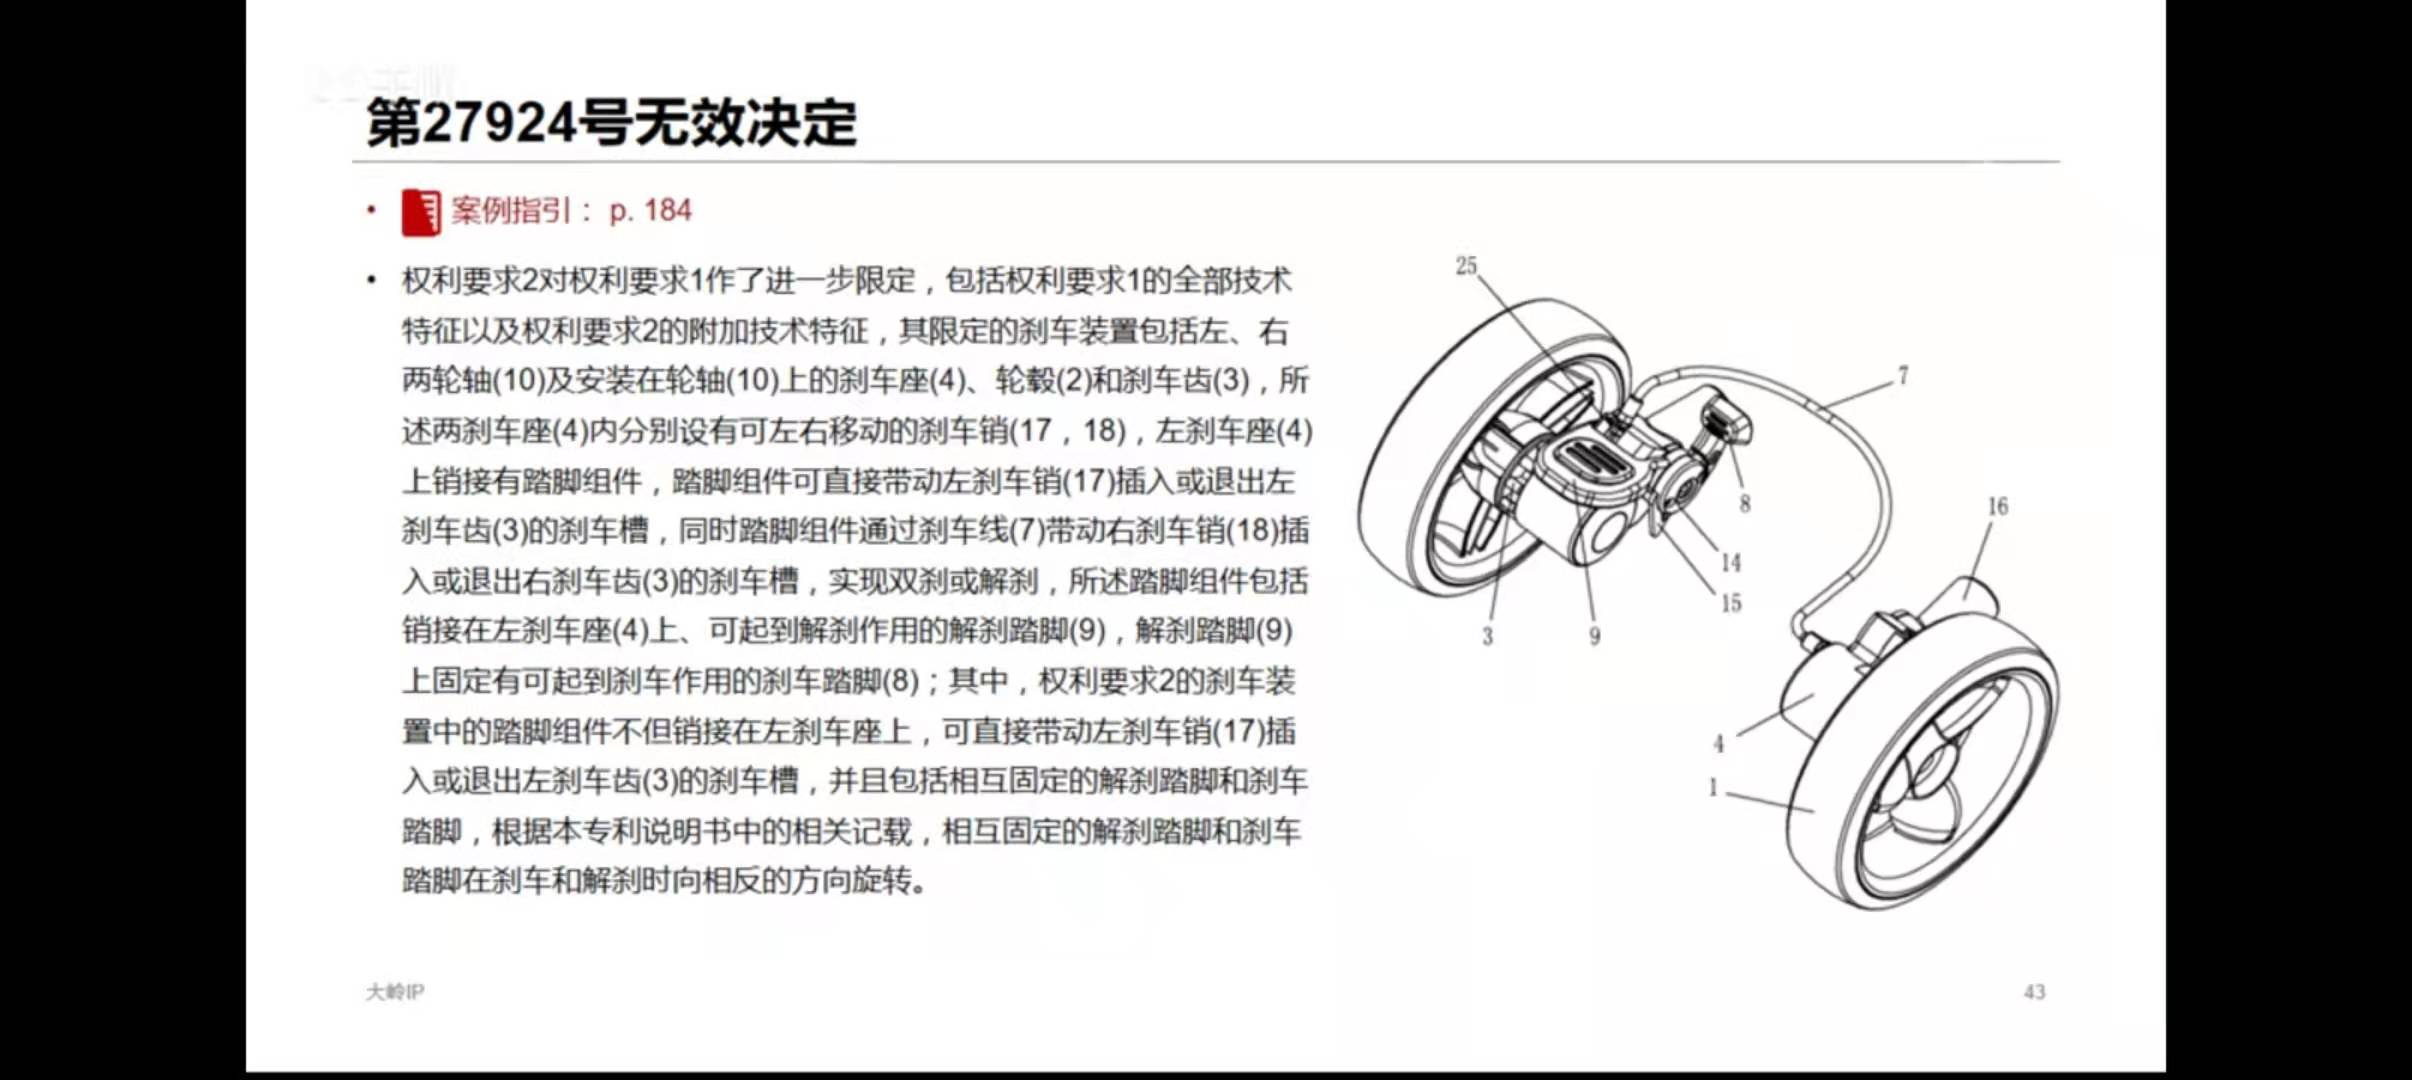 第27924号无效决定
• 案例指引： p. 184
• 权利要求2对权利要求1作了进一步限定，包括权利要求1的全部技术
特征以及权利要求2的附加技术特征，其限定的刹车装置包括左、右
两轮轴(10)及安装在轮轴(10)上的刹车座(4)、轮毂(2)和刹车齿(3)，所
述两刹车座(4)内分别设有可左右移动的刹车销(17，18)，左刹车座(4)
上销接有踏脚组件，踏脚组件可直接带动左刹车销(17)插入或退出左
刹车齿(3)的刹车槽，同时踏脚组件通过刹车线(7)带动右刹车销(18)插
入或退出右刹车齿(3)的刹车槽，实现双刹或解刹，所述踏脚组件包括
销接在左刹车座(4)上、可起到解刹作用的解刹踏脚(9)，解刹踏脚(9)
上固定有可起到刹车作用的刹车踏脚(8)；其中，权利要求2的刹车装
置中的踏脚组件不但销接在左刹车座上，可直接带动左刹车销(17)插
入或退出左刹车齿(3)的刹车槽，并且包括相互固定的解刹踏脚和刹车
踏脚，根据本专利说明书中的相关记载，相互固定的解刹踏脚和刹车
踏脚在刹车和解刹时向相反的方向旋转。
25
7
8
16
14
15
3
9
4
1
大岭IP
43